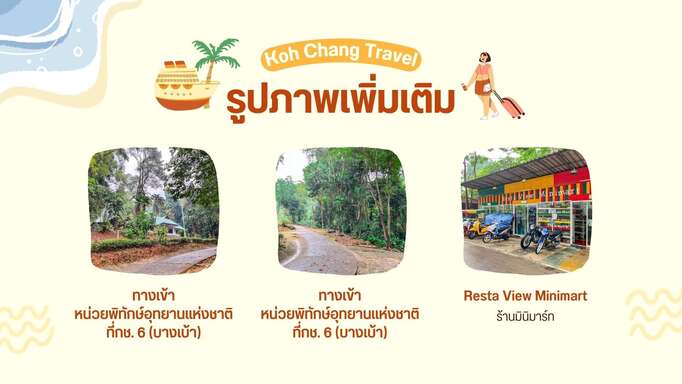 Koh Chang Travel
รูปภาพเพิ่มเติม
ทางเข้า
หน่วยพิทักษ์อุทยานแห่งชาติ
ที่กช. 6 (บางเบ้า)
ทางเข้า
หน่วยพิทักษ์อุทยานแห่งชาติ
ที่กช. 6 (บางเบ้า)
Resta View Minimart
ร้านมินิมาร์ท